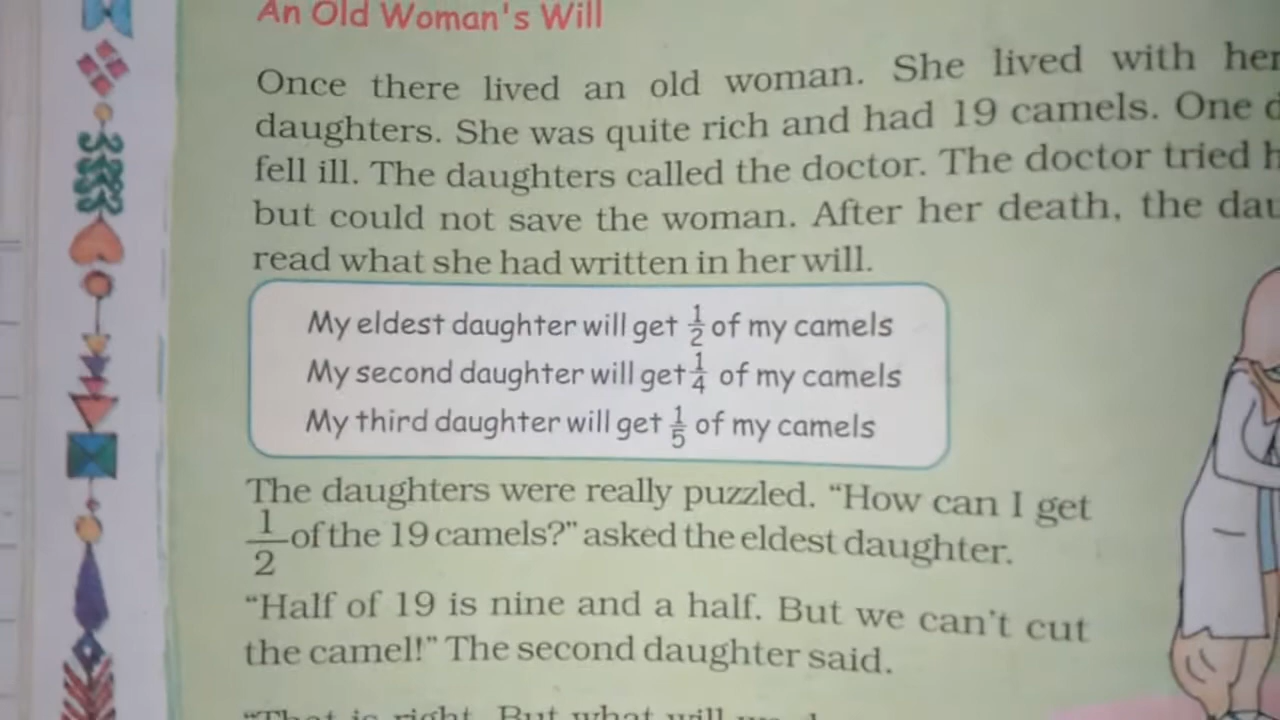 An Old Woman's Will
Once there lived an old woman. She lived with her
daughters. She was quite rich and had 19 camels. One
fell ill. The daughters called the doctor. The doctor tried
but could not save the woman. After her death, the
read what she had written in her will.
My eldest daughter will get 1/2 of my camels
My second daughter will get 1/4 of my camels
My third daughter will get 1/5 of my camels
The daughters were really puzzled. “How can I get
1/2 of the 19 camels?” asked the eldest daughter.
“Half of 19 is nine and a half. But we can't cut
the camel!” The second daughter said.
“That is right. But what will